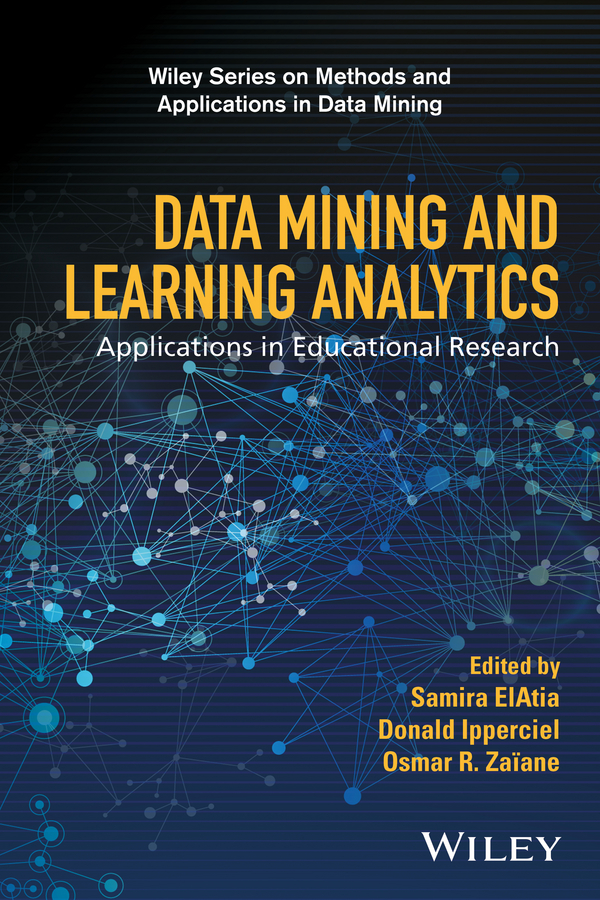 Wiley Series on Methods and
Applications in Data Mining
DATA MINING AND
LEARNING ANALYTICS
Applications in Educational Research
Edited by
Samira ElAtia
Donald Ipperciel
Osmar R. Zaïane
WILEY